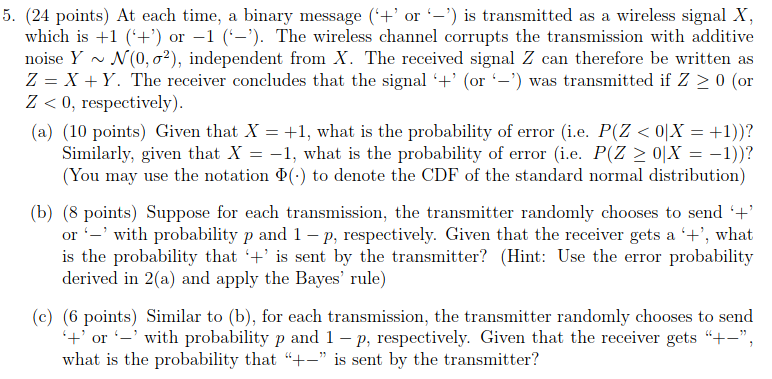 5. (24 points) At each time, a binary message (‘+’ or ‘−’) is transmitted as a wireless signal X,
which is +1 (‘+’) or −1 (‘−’). The wireless channel corrupts the transmission with additive
noise Y ∼ N(0, σ²), independent from X. The received signal Z can therefore be written as
Z = X + Y. The receiver concludes that the signal ‘+’ (or ‘−’) was transmitted if Z ≥ 0 (or
Z < 0, respectively).
(a) (10 points) Given that X = +1, what is the probability of error (i.e. P(Z < 0|X = +1))?
Similarly, given that X = −1, what is the probability of error (i.e. P(Z ≥ 0|X = −1))?
(You may use the notation Φ(·) to denote the CDF of the standard normal distribution)
(b) (8 points) Suppose for each transmission, the transmitter randomly chooses to send ‘+’
or ‘−’ with probability p and 1 − p, respectively. Given that the receiver gets a ‘+’, what
is the probability that ‘+’ is sent by the transmitter? (Hint: Use the error probability
derived in 2(a) and apply the Bayes’ rule)
(c) (6 points) Similar to (b), for each transmission, the transmitter randomly chooses to send
‘+’ or ‘−’ with probability p and 1 − p, respectively. Given that the receiver gets “+−”,
what is the probability that “+−” is sent by the transmitter?